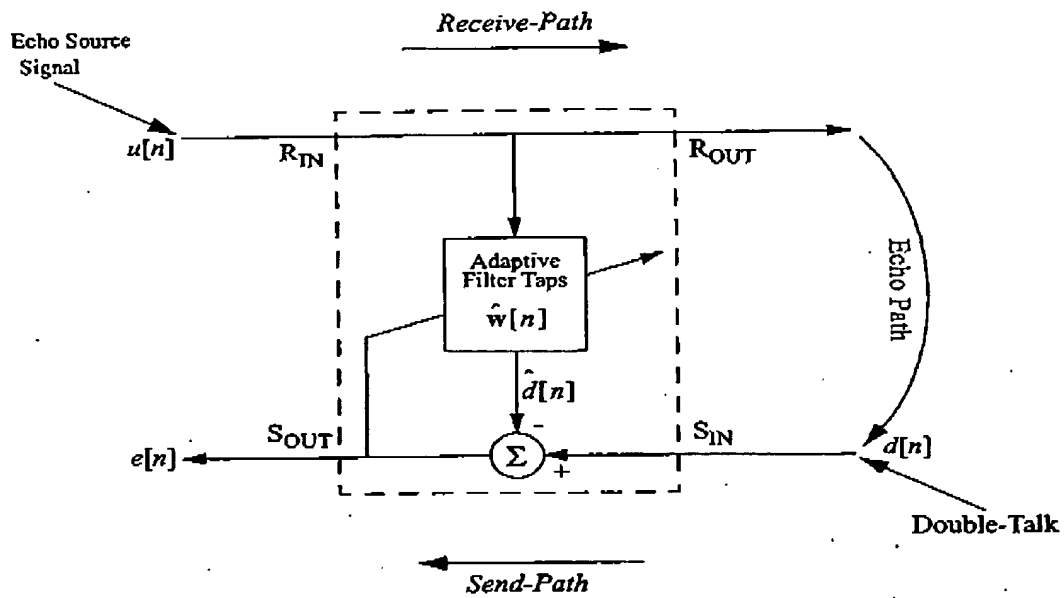 Receive-Path
Echo Source
Signal
u[n]
R_IN
R_OUT
Adaptive
Filter Taps
ŵ[n]
Echo Path
d̂[n]
-
S_OUT
S_IN
e[n]
Σ
+
d[n]
Double-Talk
Send-Path